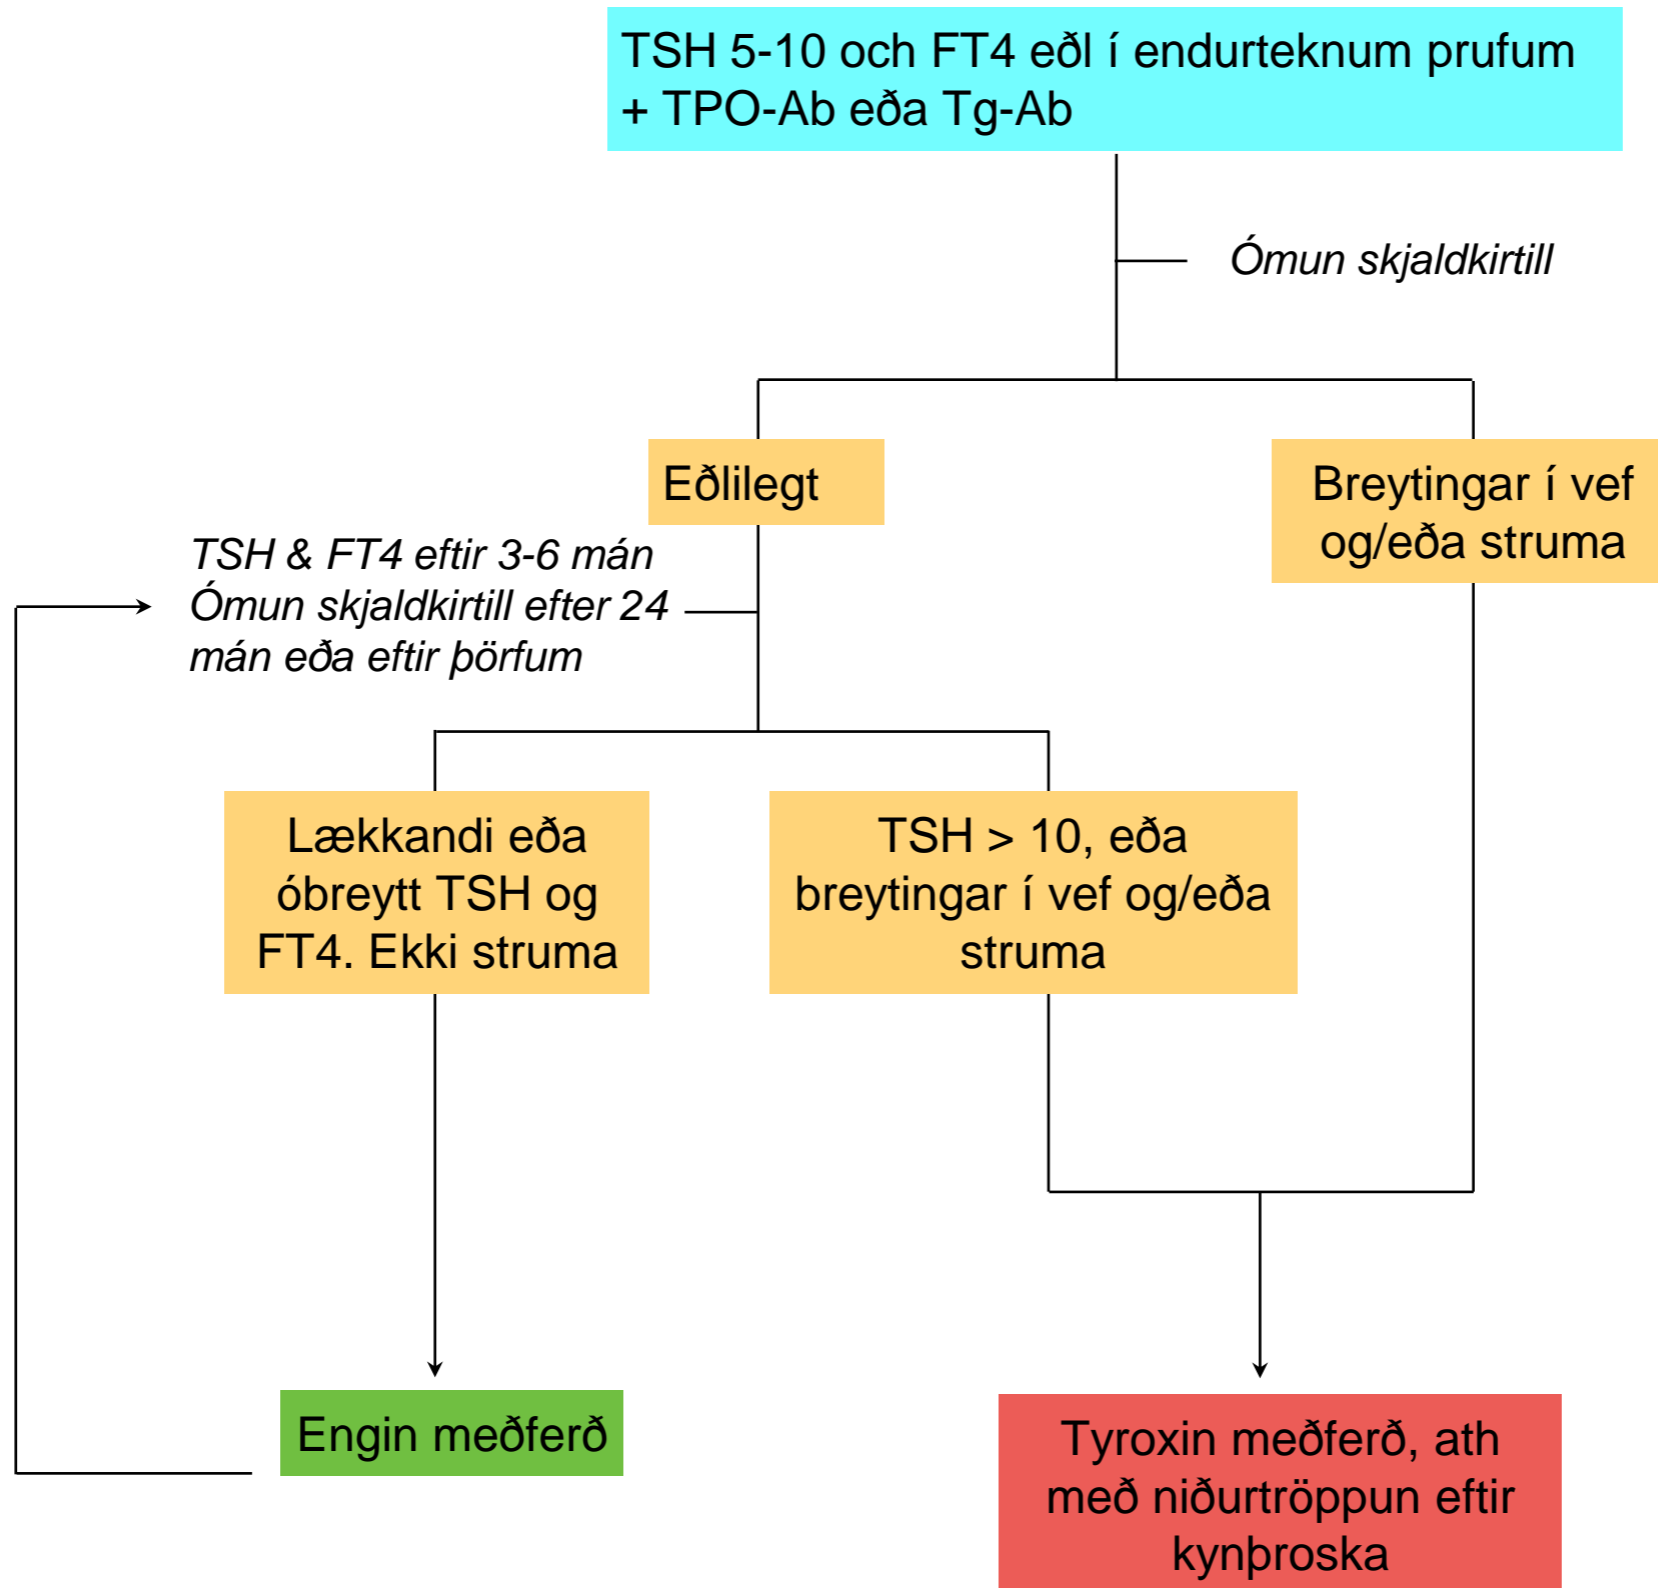 TSH 5-10 och FT4 eðl í endurteknum prufum
+ TPO-Ab eða Tg-Ab
Ómun skjaldkirtill
Eðlilegt
Breytingar í vef
og/eða struma
TSH & FT4 eftir 3-6 mán
Ómun skjaldkirtill efter 24
mán eða eftir þörfum
Lækkandi eða
óbreytt TSH og
FT4. Ekki struma
TSH > 10, eða
breytingar í vef og/eða
struma
Engin meðferð
Tyroxin meðferð, ath
með niðurtröppun eftir
kynþroska